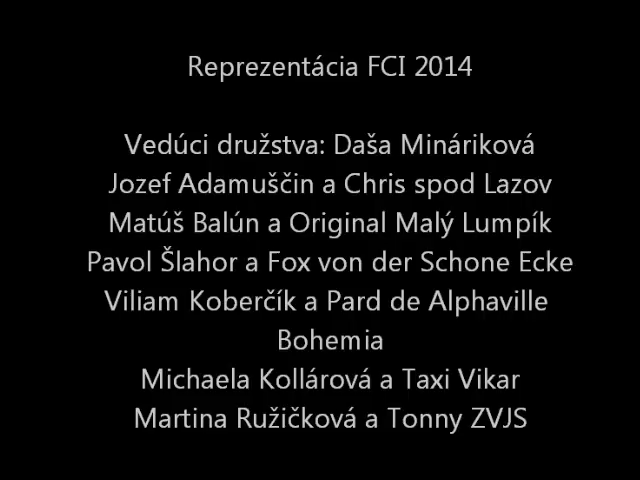 Reprezentácia FCI 2014
Vedúci družstva: Daša Mináriková
Jozef Adamuščin a Chris spod Lazov
Matúš Balún a Original Malý Lumpík
Pavol Šlahor a Fox von der Schone Ecke
Viliam Koberčík a Pard de Alphaville
Bohemia
Michaela Kollárová a Taxi Vikar
Martina Ružičková a Tonny ZVJS